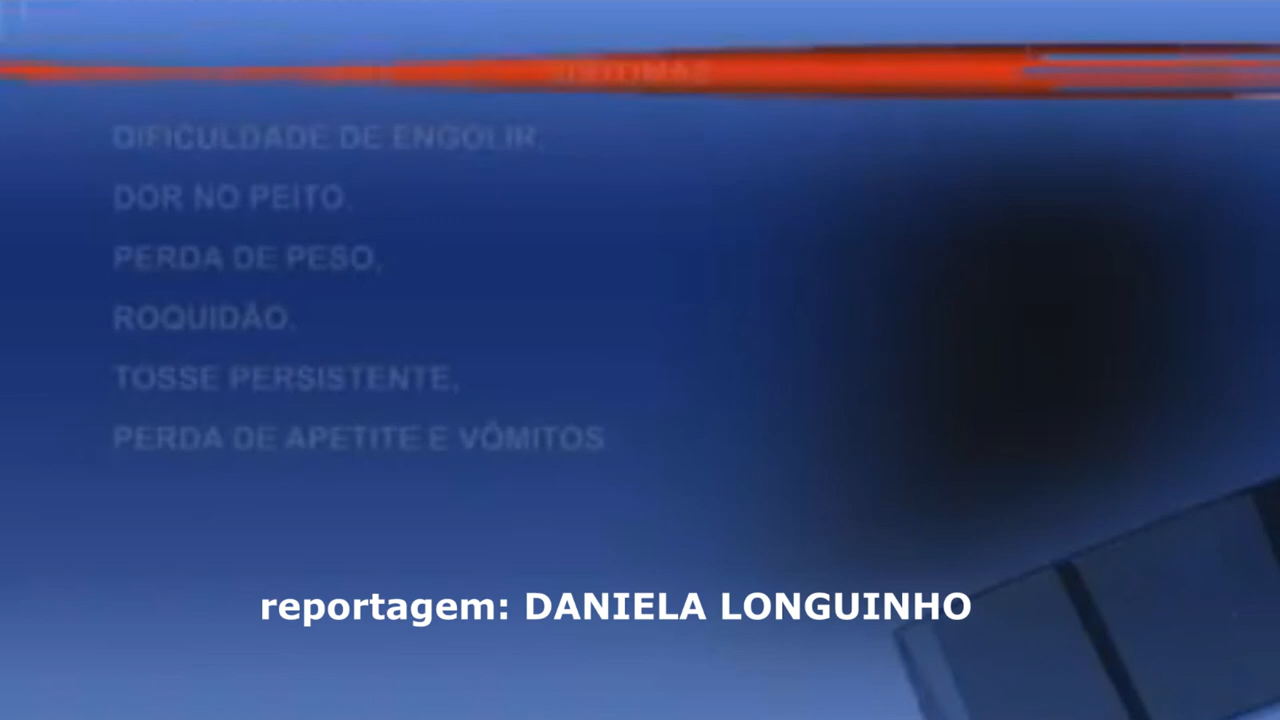 DIFICULDADE DE ENGOLIR,
DOR NO PEITO,
PERDA DE PESO,
ROQUIDÃO,
TOSSE PERSISTENTE,
PERDA DE APETITE E VÔMITOS
reportagem: DANIELA LONGUINHO